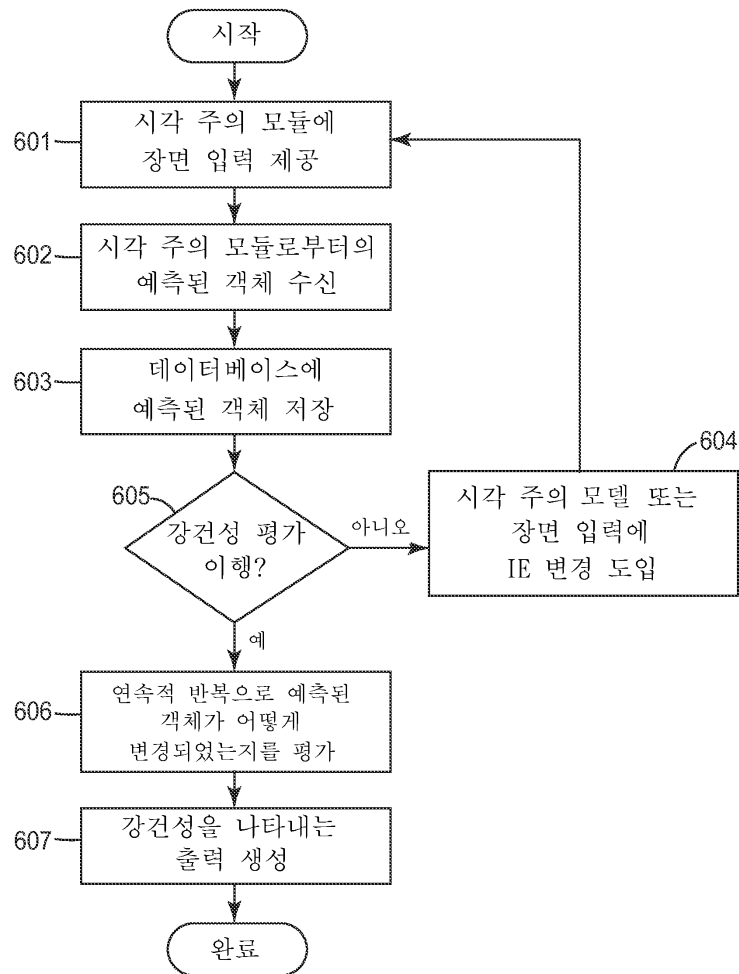 시작
601
시각 주의 모듈에
장면 입력 제공
602
시각 주의 모듈로부터의
예측된 객체 수신
603
데이터베이스에
예측된 객체 저장
604
시각 주의 모델 또는
장면 입력에
IE 변경 도입
605
강건성 평가
이행?
아니오
예
606
연속적 반복으로 예측된
객체가 어떻게
변경되었는지를 평가
607
강건성을 나타내는
출력 생성
완료